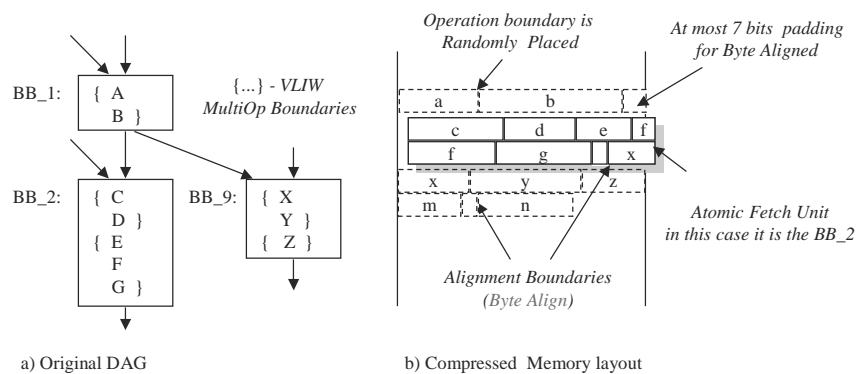 Operation boundary is
Randomly Placed
At most 7 bits padding
for Byte Aligned
BB_1:
{ A
B }
{...} - VLIW
MultiOp Boundaries
BB_2:
{ C
D }
{ E
F
G }
BB_9:
{ X
Y }
{ Z }
a b
c d e f
f g x
x y z
m n
Atomic Fetch Unit
in this case it is the BB_2
Alignment Boundaries
(Byte Align)
a) Original DAG
b) Compressed Memory layout